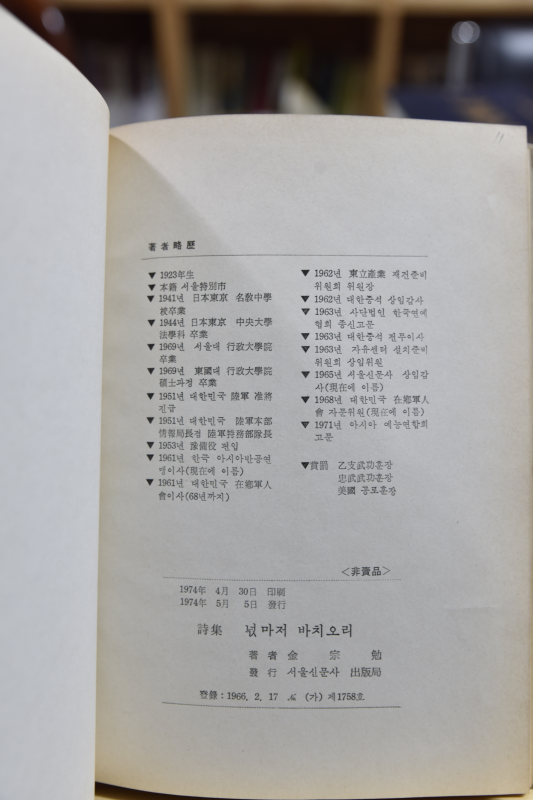 著者略歷
▼ 1923年生
▼ 本籍 서울特別市
▼ 1941년 日本東京 名敎中學
校卒業
▼ 1944년 日本東京 中央大學
法學科 卒業
▼ 1969년 서울대 行政大學院
卒業
▼ 1969년 東國大 行政大學院
碩士과정 卒業
▼ 1951년 대한민국 陸軍 准將
진급
▼ 1951년 대한민국 陸軍本部
情報局長겸 陸軍特務部隊長
▼ 1953년 豫備役 편입
▼ 1961년 한국 아시아반공연
맹이사(現在에 이름)
▼ 1961년 대한민국 在鄕軍人
會이사(68년까지)
▼ 1962년 東立產業 재건준비
위원회 위원장
▼ 1962년 대한중석 상임감사
▼ 1963년 사단법인 한국연예
협회 종신고문
▼ 1963년 대한중석 전무이사
▼ 1963년 자유센터 설치준비
위원회 상임위원
▼ 1965년 서울신문사 상임감
사(現在에 이름)
▼ 1968년 대한민국 在鄕軍人
會 자문위원(現在에 이름)
▼ 1971년 아시아 예능연합회
고문
▼賞罰 乙支武功훈장
忠武武功훈장
美國 공로훈장
<非賣品>
1974年 4月 30日 印刷
1974年 5月 5日 發行
詩集 넋마저 바치오리
著者 金宗勉
發行 서울신문사 出版局
登錄:1966. 2. 17 (가) 제1758호